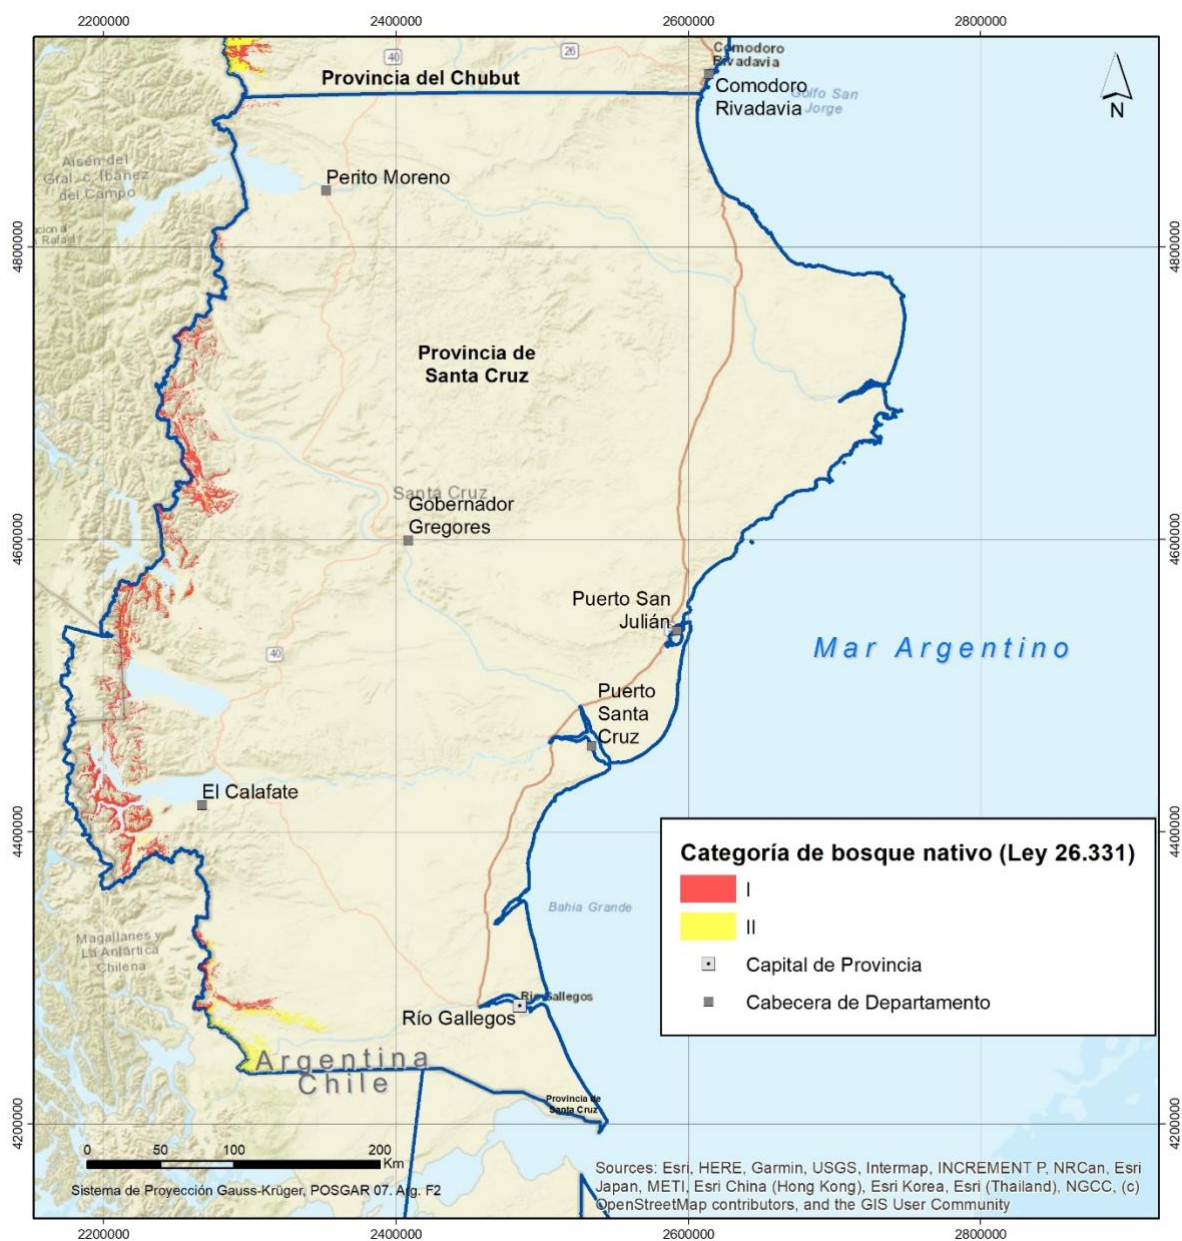 2200000
2400000
2600000
2800000
40
26
Comodoro
Rivadavia
Provincia del Chubut
Comodoro
Rivadavia
Golfo San
Jorge
N
Aisén del
Gral. c. Ibáñez
del Campo
Perito Moreno
cion d
Rafael
4800000
4800000
Provincia de
Santa Cruz
Santa Cruz
Gobernador
Gregores
4600000
4600000
Puerto San
Julián
Mar Argentino
40
Puerto
Santa
Cruz
El Calafate
4400000
4400000
Categoría de bosque nativo (Ley 26.331)
I
II
Capital de Provincia
Cabecera de Departamento
Bahia Grande
Magallanes y
La Antártica
Chilena
Río Gallegos
Río Gallegos
Argentina
Chile
Provincia de
Santa Cruz
4200000
4200000
0 50 100 200
Km
Sistema de Proyección Gauss-Krüger, POSGAR 07. Arg. F2
Sources: Esri, HERE, Garmin, USGS, Intermap, INCREMENT P, NRCan, Esri
Japan, METI, Esri China (Hong Kong), Esri Korea, Esri (Thailand), NGCC, (c)
OpenStreetMap contributors, and the GIS User Community
2200000
2400000
2600000
2800000